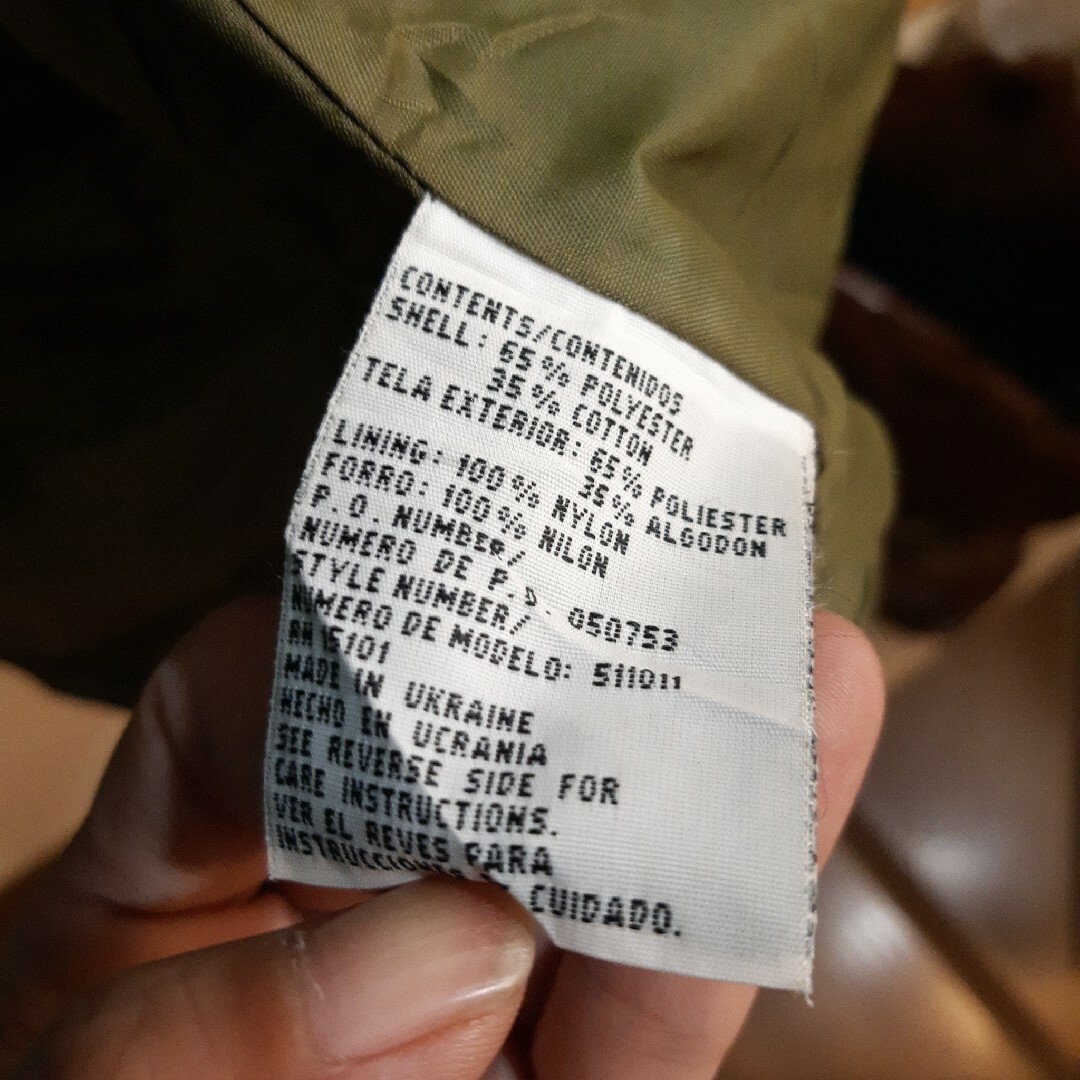 CONTENTS/CONTENIDOS
SHELL: 65% POLYESTER
35% COTTON
TELA EXTERIOR: 65% POLIESTER
35% ALGODON
LINING: 100% NYLON
FORRO: 100% NILON
P.O. NUMBER/
NUMERO DE P.O. 050753
STYLE NUMBER/
NUMERO DE MODELO: 511011
RN 15101
MADE IN UKRAINE
HECHO EN UCRANIA
SEE REVERSE SIDE FOR
CARE INSTRUCTIONS.
VER EL REVES PARA
CUIDADO.